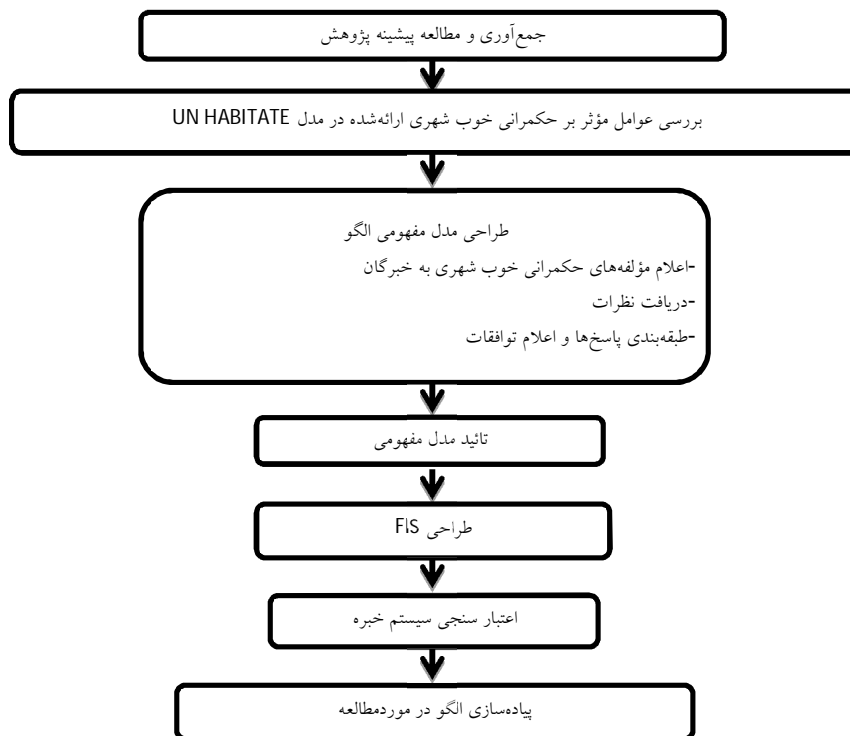 جمع‌آوری و مطالعه پیشینه پژوهش
بررسی عوامل مؤثر بر حکمرانی خوب شهری ارائه‌شده در مدل UN HABITATE
طراحی مدل مفهومی الگو
-اعلام مؤلفه‌های حکمرانی خوب شهری به خبرگان
-دریافت نظرات
-طبقه‌بندی پاسخ‌ها و اعلام توافقات
تائید مدل مفهومی
طراحی FIS
اعتبار سنجی سیستم خبره
پیاده‌سازی الگو در موردمطالعه